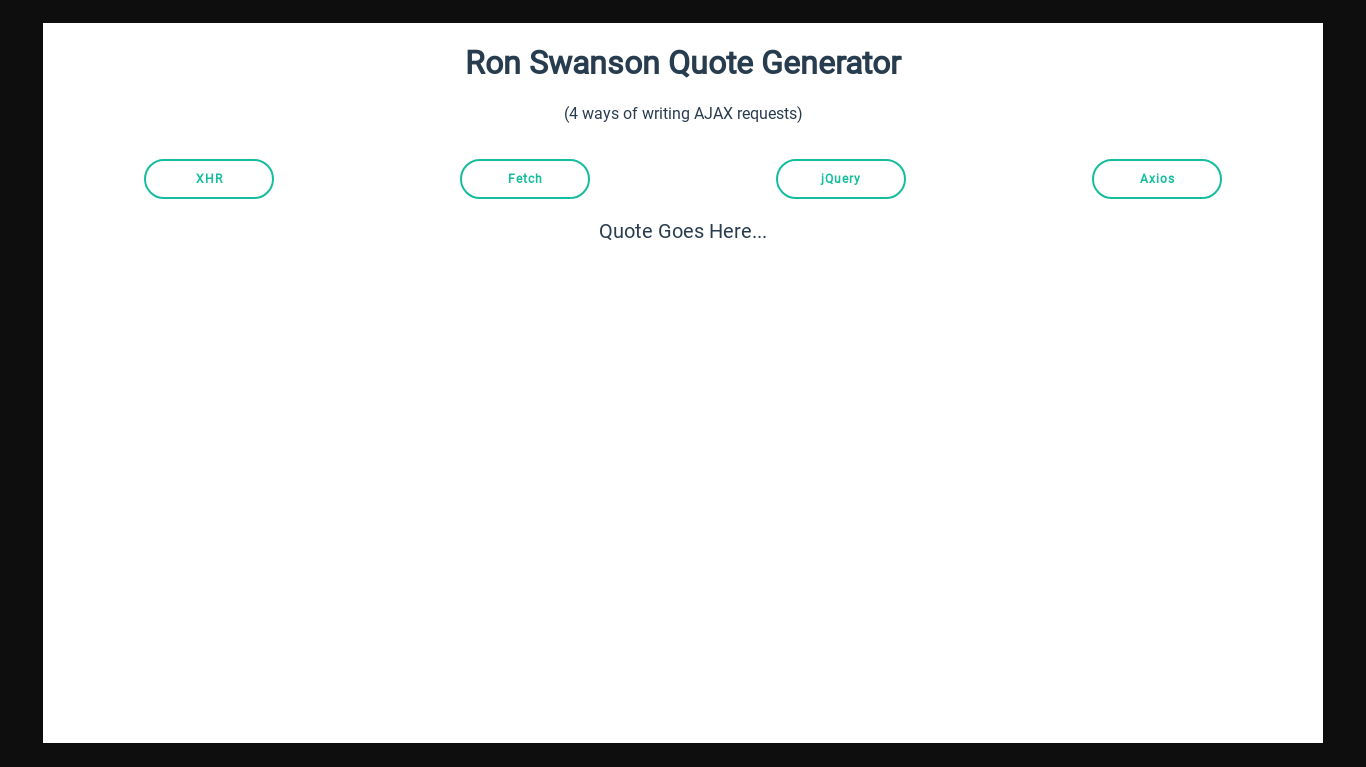 Ron Swanson Quote Generator
(4 ways of writing AJAX requests)
XHR
Fetch
jQuery
Axios
Quote Goes Here...